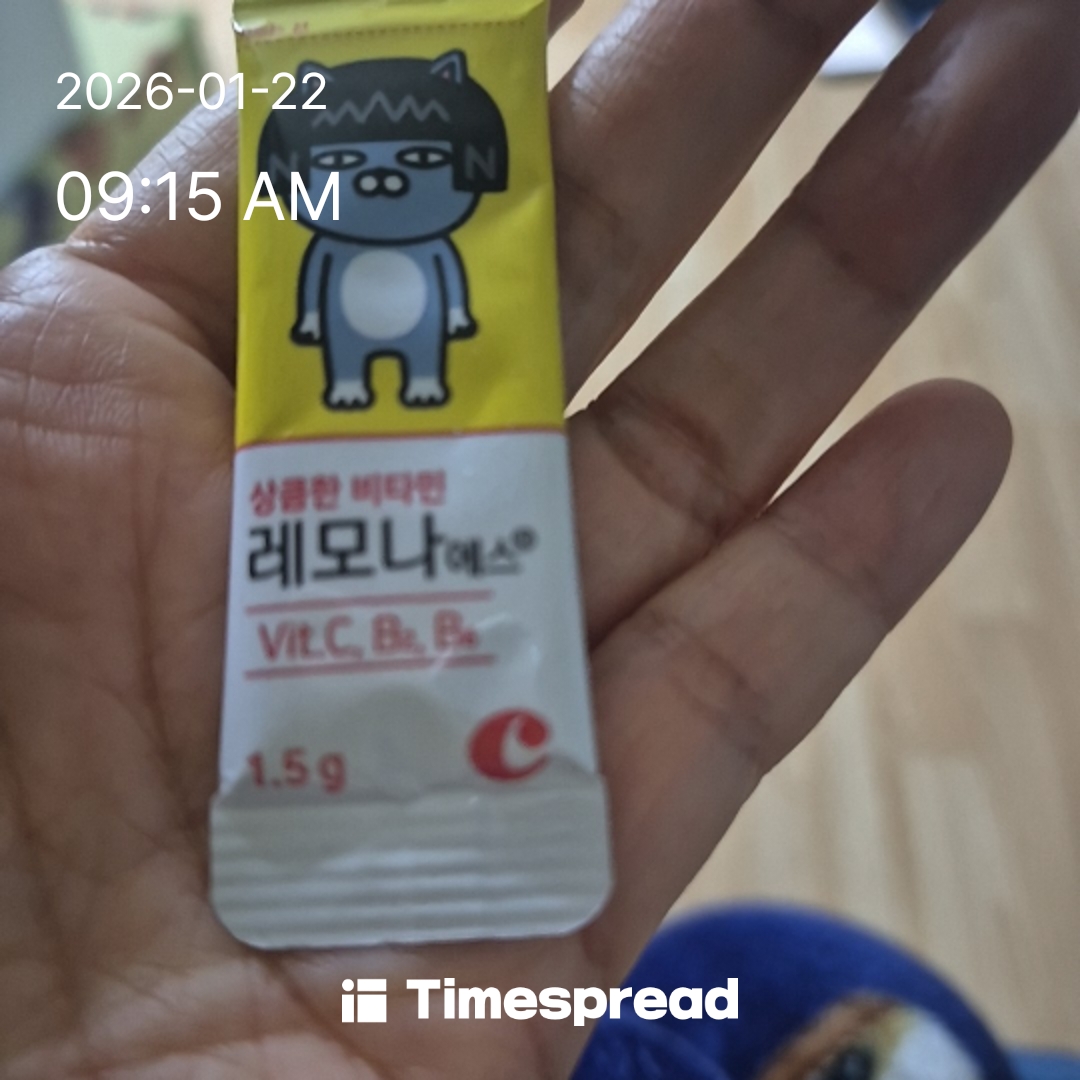 2026-01-22
09:15 AM
N N
상큼한 비타민
레모나에스
Vit.C, B₂, B₆
1.5 g
C
Timespread